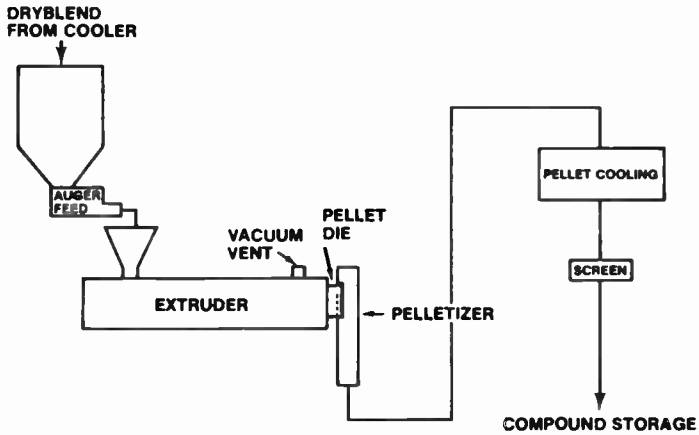 DRYBLEND
FROM COOLER
AUGER
FEED
VACUUM
VENT
PELLET
DIE
EXTRUDER
PELLETIZER
PELLET COOLING
SCREEN
COMPOUND STORAGE